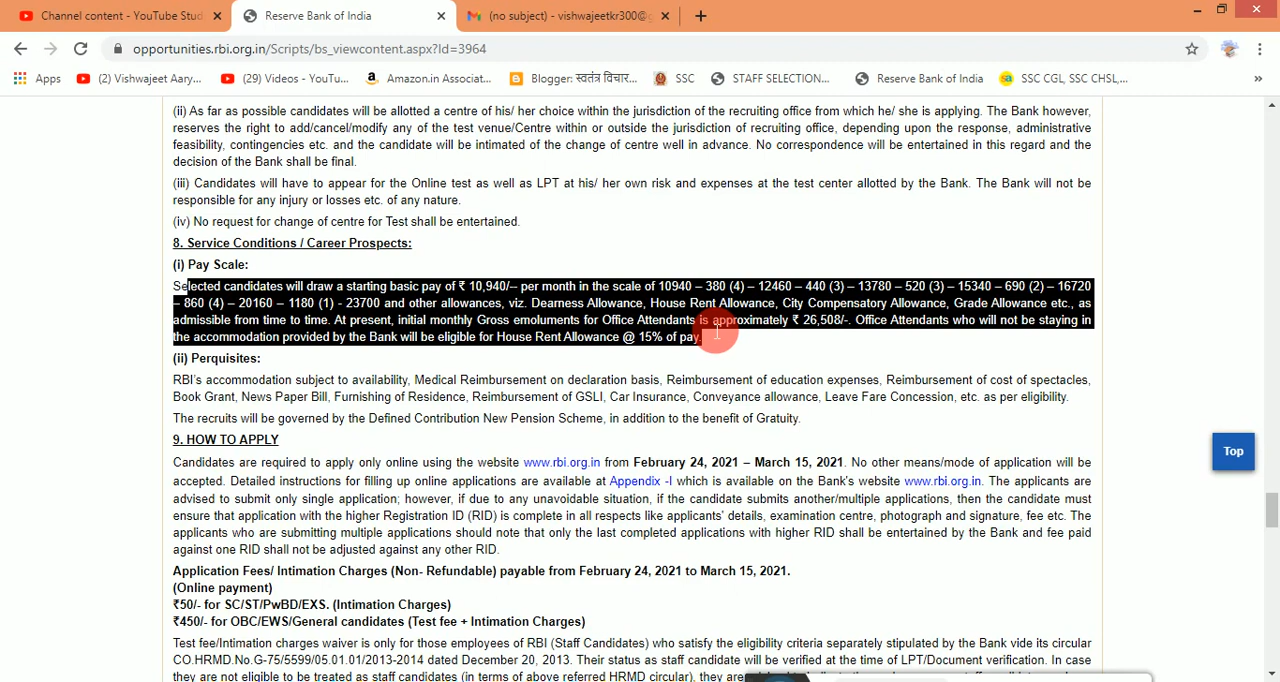 Channel content - YouTube Stud
Reserve Bank of India
(no subject) - vishwajeetkr300@g
opportunities.rbi.org.in/Scripts/bs_viewcontent.aspx?Id=3964
Apps
(2) Vishwajeet Aary...
(29) Videos - YouTu...
Amazon.in Associat...
Blogger: स्वतंत्र विचार...
SSC
STAFF SELECTION...
Reserve Bank of India
SSC CGL, SSC CHSL,...
(ii) As far as possible candidates will be allotted a centre of his/ her choice within the jurisdiction of the recruiting office from which he/ she is applying. The Bank however,
reserves the right to add/cancel/modify any of the test venue/Centre within or outside the jurisdiction of recruiting office, depending upon the response, administrative
feasibility, contingencies etc. and the candidate will be intimated of the change of centre well in advance. No correspondence will be entertained in this regard and the
decision of the Bank shall be final.
(iii) Candidates will have to appear for the Online test as well as LPT at his/ her own risk and expenses at the test center allotted by the Bank. The Bank will not be
responsible for any injury or losses etc. of any nature.
(iv) No request for change of centre for Test shall be entertained.
8. Service Conditions / Career Prospects:
(i) Pay Scale:
Selected candidates will draw a starting basic pay of ₹ 10,940/– per month in the scale of 10940 – 380 (4) – 12460 – 440 (3) – 13780 – 520 (3) – 15340 – 690 (2) – 16720
– 860 (4) – 20160 – 1180 (1) - 23700 and other allowances, viz. Dearness Allowance, House Rent Allowance, City Compensatory Allowance, Grade Allowance etc., as
admissible from time to time. At present, initial monthly Gross emoluments for Office Attendants is approximately ₹ 26,508/-. Office Attendants who will not be staying in
the accommodation provided by the Bank will be eligible for House Rent Allowance @ 15% of pay.
(ii) Perquisites:
RBI's accommodation subject to availability, Medical Reimbursement on declaration basis, Reimbursement of education expenses, Reimbursement of cost of spectacles,
Book Grant, News Paper Bill, Furnishing of Residence, Reimbursement of GSLI, Car Insurance, Conveyance allowance, Leave Fare Concession, etc. as per eligibility.
The recruits will be governed by the Defined Contribution New Pension Scheme, in addition to the benefit of Gratuity.
9. HOW TO APPLY
Candidates are required to apply only online using the website www.rbi.org.in from February 24, 2021 – March 15, 2021. No other means/mode of application will be
accepted. Detailed instructions for filling up online applications are available at Appendix -I which is available on the Bank's website www.rbi.org.in. The applicants are
advised to submit only single application; however, if due to any unavoidable situation, if the candidate submits another/multiple applications, then the candidate must
ensure that application with the higher Registration ID (RID) is complete in all respects like applicants' details, examination centre, photograph and signature, fee etc. The
applicants who are submitting multiple applications should note that only the last completed applications with higher RID shall be entertained by the Bank and fee paid
against one RID shall not be adjusted against any other RID.
Application Fees/ Intimation Charges (Non- Refundable) payable from February 24, 2021 to March 15, 2021.
(Online payment)
₹50/- for SC/ST/PwBD/EXS. (Intimation Charges)
₹450/- for OBC/EWS/General candidates (Test fee + Intimation Charges)
Test fee/Intimation charges waiver is only for those employees of RBI (Staff Candidates) who satisfy the eligibility criteria separately stipulated by the Bank vide its circular
CO.HRMD.No.G-75/5599/05.01.01/2013-2014 dated December 20, 2013. Their status as staff candidate will be verified at the time of LPT/Document verification. In case
they are not eligible to be treated as staff candidates (in terms of above referred HRMD circular), they are
Top